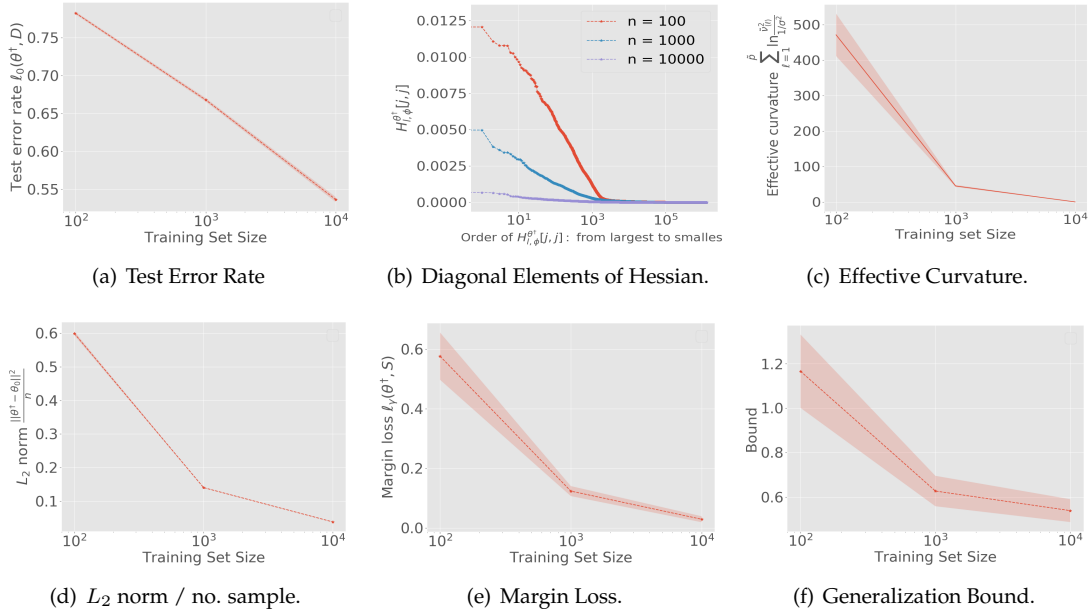 Test error rate ℓ₀(θ†, D)
0.75
0.70
0.65
0.60
0.55
10²
10³
10⁴
Training Set Size
(a) Test Error Rate
H^{θ†}_{l, ϕ}[j, j]
0.0125
0.0100
0.0075
0.0050
0.0025
0.0000
n = 100
n = 1000
n = 10000
10¹
10³
10⁵
Order of H^{θ†}_{l, ϕ}[j, j] : from largest to smalles
(b) Diagonal Elements of Hessian.
Effective curvature
500
400
300
200
100
0
10²
10³
10⁴
Training set size
(c) Effective Curvature.
L₂ norm ||θ† − θ₀||²/n
0.6
0.5
0.4
0.3
0.2
0.1
10²
10³
10⁴
Training Set Size
(d) L₂ norm / no. sample.
Margin loss ℓ_γ(θ†, S)
0.6
0.4
0.2
0.0
10²
10³
10⁴
Training Set Size
(e) Margin Loss.
Bound
1.2
1.0
0.8
0.6
10²
10³
10⁴
Training Set Size
(f) Generalization Bound.